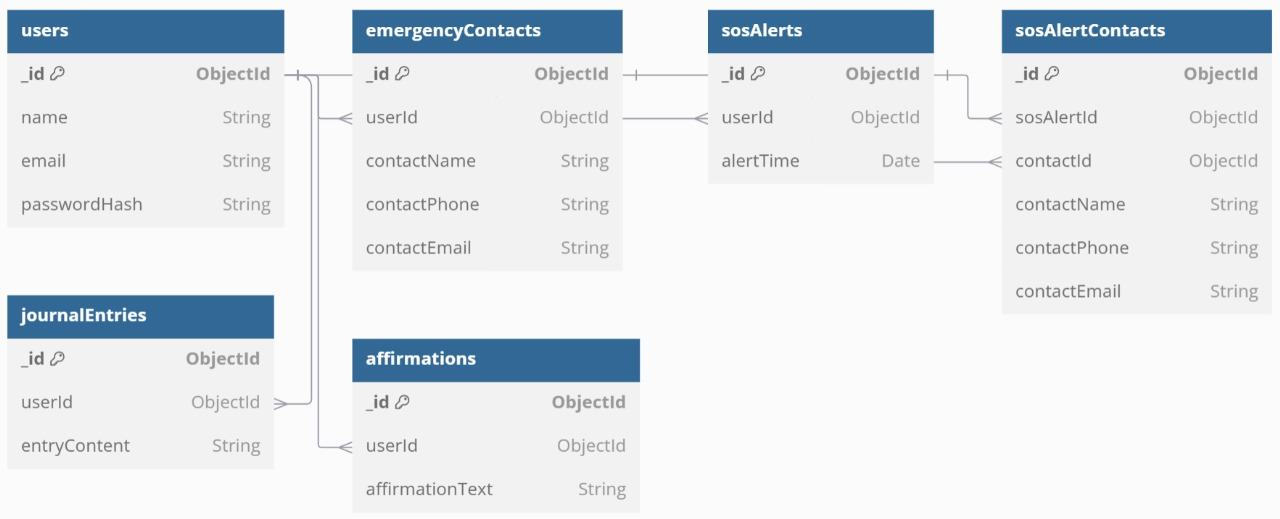 users
_id ObjectId
name String
email String
passwordHash String
emergencyContacts
_id ObjectId
userId ObjectId
contactName String
contactPhone String
contactEmail String
sosAlerts
_id ObjectId
userId ObjectId
alertTime Date
sosAlertContacts
_id ObjectId
sosAlertId ObjectId
contactId ObjectId
contactName String
contactPhone String
contactEmail String
journalEntries
_id ObjectId
userId ObjectId
entryContent String
affirmations
_id ObjectId
userId ObjectId
affirmationText String